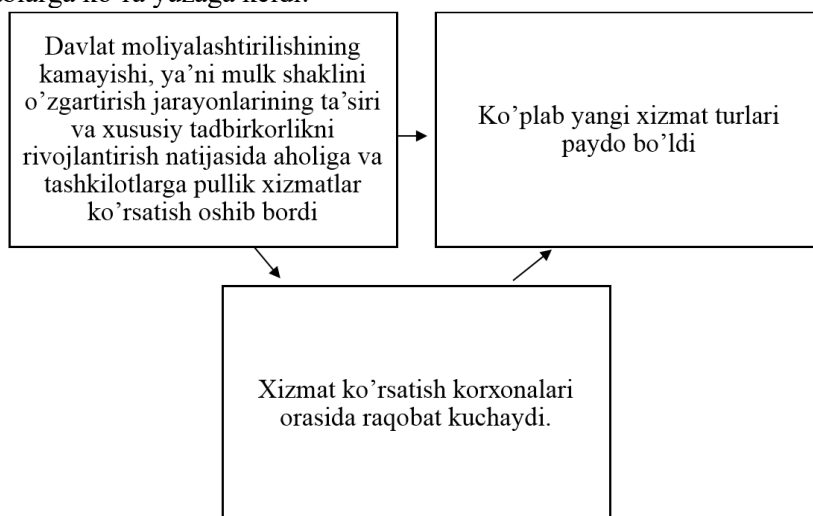 ko'ra yuzaga keldi:
Davlat moliyalashtirilishining
kamayishi, ya’ni mulk shaklini
o’zgartirish jarayonlarining ta’siri
va xususiy tadbirkorlikni
rivojlantirish natijasida aholiga va
tashkilotlarga pullik xizmatlar
ko’rsatish oshib bordi
Ko’plab yangi xizmat turlari
paydo bo’ldi
Xizmat ko’rsatish korxonalari
orasida raqobat kuchaydi.